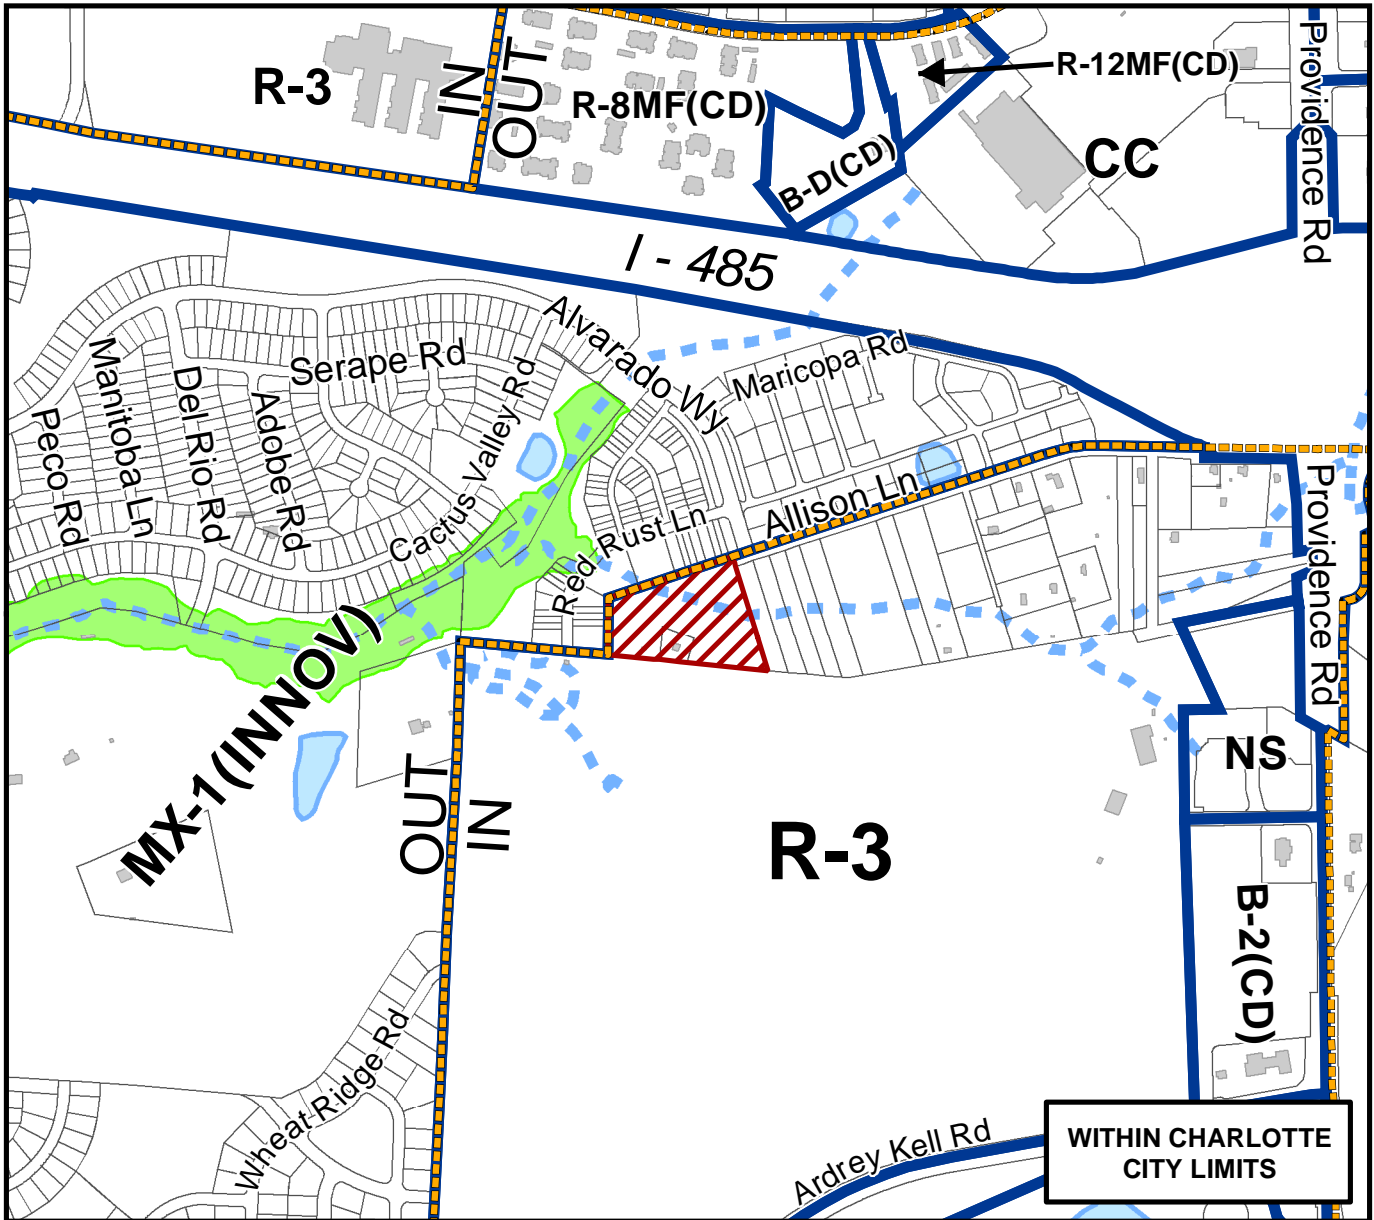 R-3
IN
OUT
R-8MF(CD)
R-12MF(CD)
Providence Rd
B-D(CD)
CC
I - 485
Alvarado Wy
Maricopa Rd
Serape Rd
Manitoba Ln
Del Rio Rd
Adobe Rd
Peco Rd
Cactus Valley Rd
Red Rust Ln
Allison Ln
Providence Rd
MX-1(INNOV)
OUT
IN
R-3
NS
B-2(CD)
Wheat Ridge Rd
Ardrey Kell Rd
WITHIN CHARLOTTE
CITY LIMITS